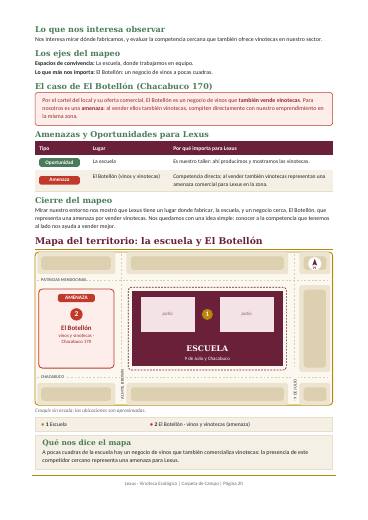 Lo que nos interesa observar
Nos interesa mirar dónde fabricamos, y evaluar la competencia cercana que también ofrece vinotecas en nuestro sector.
Los ejes del mapeo
Espacios de convivencia: La escuela, donde trabajamos en equipo.
Lo que más nos importa: El Botellón: un negocio de vinos a pocas cuadras.
El caso de El Botellón (Chacabuco 170)
Por el cartel del local y su oferta comercial, El Botellón es un negocio de vinos que también vende vinotecas. Para
nosotros es una amenaza: al vender ellos también vinotecas, compiten directamente con nuestro emprendimiento en
la misma zona.
Amenazas y Oportunidades para Lexus
Tipo Lugar Por qué importa para Lexus
Oportunidad La escuela Es nuestro taller: ahí producimos y mostramos las vinotecas.
Amenaza El Botellón (vinos y vinotecas) Competencia directa: al vender también vinotecas representan una
amenaza comercial para Lexus en la zona.
Cierre del mapeo
Mirar nuestro entorno nos mostró que Lexus tiene un lugar donde fabricar, la escuela, y un negocio cerca, El Botellón, que
representa una amenaza por vender vinotecas. Nos quedamos con una idea simple: conocer a la competencia que tenemos
al lado nos ayuda a vender mejor.
Mapa del territorio: la escuela y El Botellón
N
PATRICIAS MENDOCINAS
AMENAZA
2
El Botellón
vinos y vinotecas ·
Chacabuco 170
patio
1
patio
ESCUELA
9 de Julio y Chacabuco
CHACABUCO
ALMTE. BROWN
9 DE JULIO
Croquis sin escala: las ubicaciones son aproximadas.
1 Escuela
2 El Botellón - vinos y vinotecas (amenaza)
Qué nos dice el mapa
A pocas cuadras de la escuela hay un negocio de vinos que también comercializa vinotecas: la presencia de este
competidor cercano representa una amenaza para Lexus.
Lexus · Vinoteca Ecológica | Carpeta de Campo | Página 20